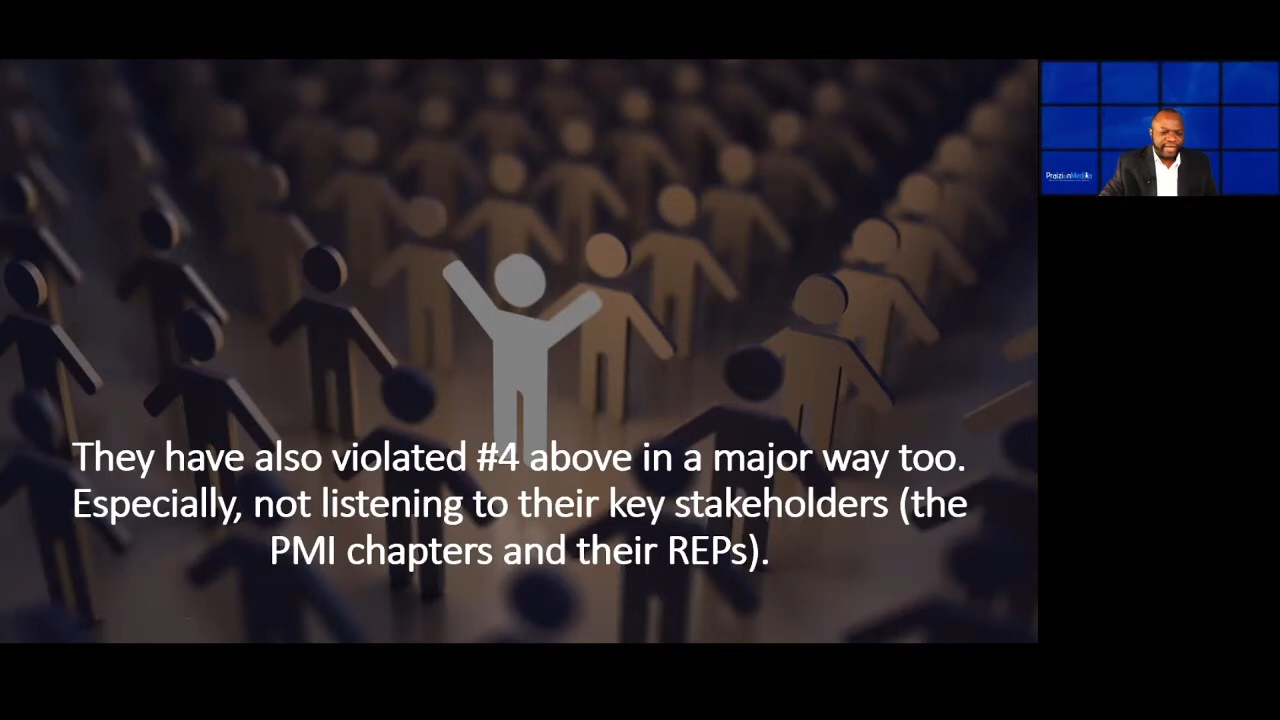 They have also violated #4 above in a major way too.
Especially, not listening to their key stakeholders (the
PMI chapters and their REPs).
PraizionMedia